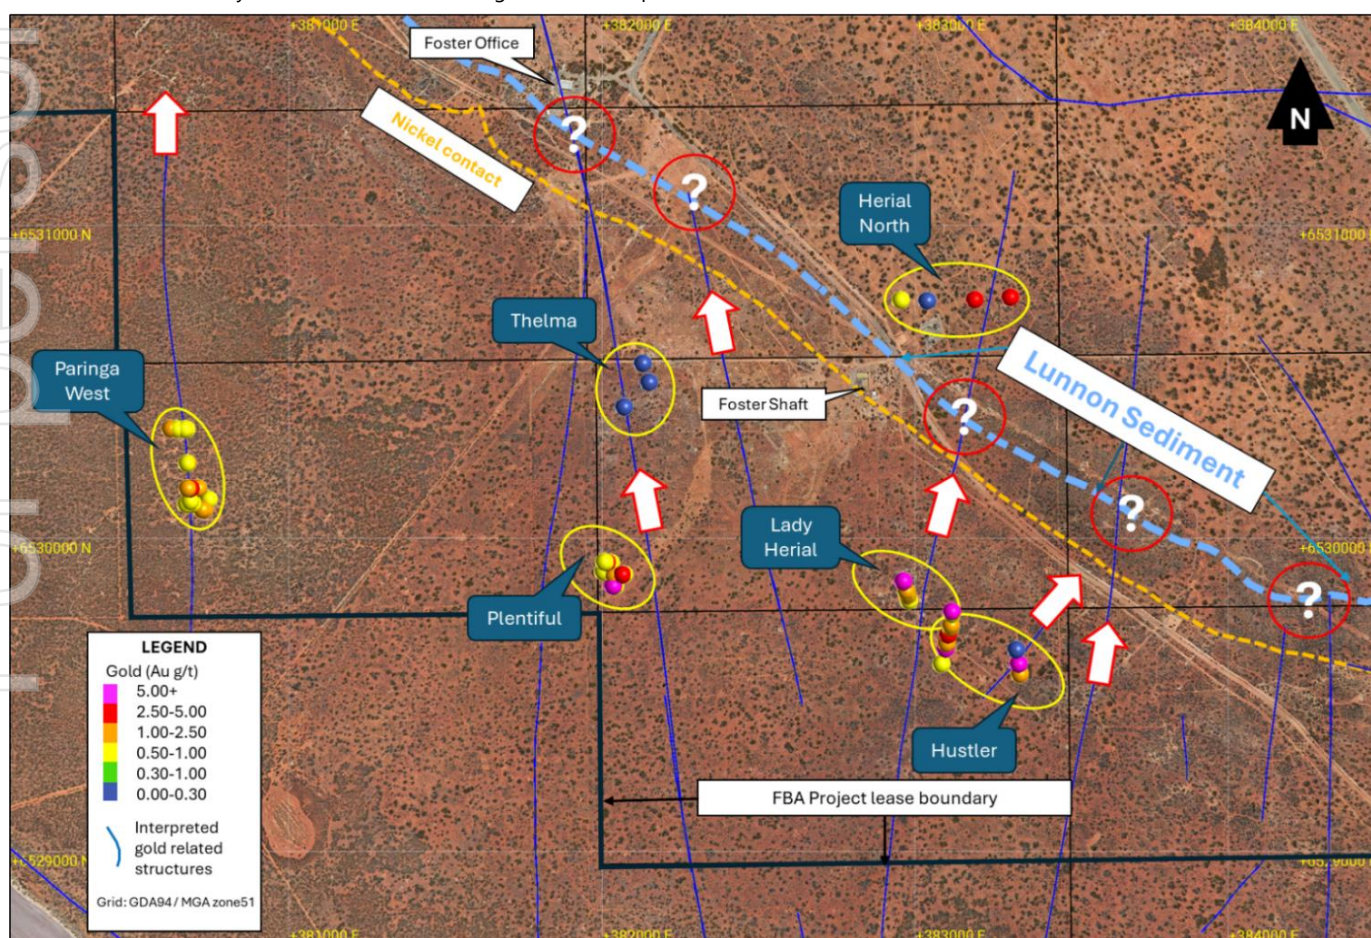 +381000 E
+382000 E
+383000 E
+384000 E
Foster Office
N
Nickel contact
?
?
Herial
North
+6531000 N
+6531000 N
Thelma
Paringa
West
Foster Shaft
Lunnon Sediment
?
?
?
Lady
Herial
+6530000 N
+6530000 N
Plentiful
Hustler
FBA Project lease boundary
LEGEND
Gold (Au g/t)
5.00+
2.50-5.00
1.00-2.50
0.50-1.00
0.30-1.00
0.00-0.30
Interpreted
gold related
structures
Grid: GDA94 / MGA zone51
+6529000 N
+6529000 N
+381000 E
+382000 E
+383000 E
+384000 E